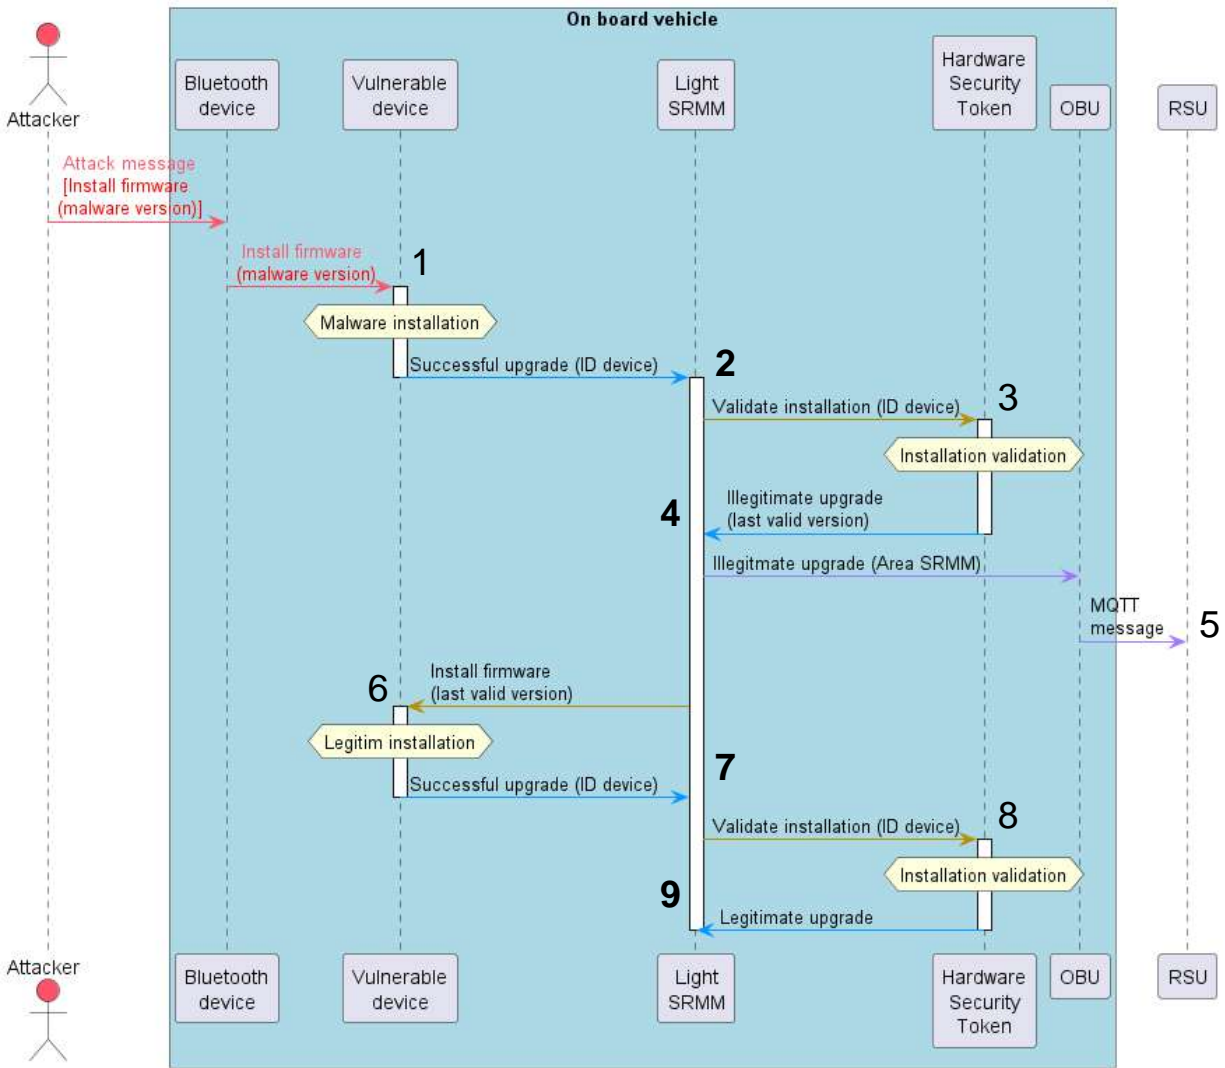 On board vehicle
Attacker
Bluetooth
device
Vulnerable
device
Light
SRMM
Hardware
Security
Token
OBU
RSU
Attack message
[Install firmware
(malware version)]
Install firmware
(malware version)
1
Malware installation
Successful upgrade (ID device)
2
Validate installation (ID device)
3
Installation validation
Illegitimate upgrade
(last valid version)
4
Illegitmate upgrade (Area SRMM)
MQTT
message
5
Install firmware
(last valid version)
6
Legitim installation
Successful upgrade (ID device)
7
Validate installation (ID device)
8
Installation validation
9
Legitimate upgrade
Attacker
Bluetooth
device
Vulnerable
device
Light
SRMM
Hardware
Security
Token
OBU
RSU